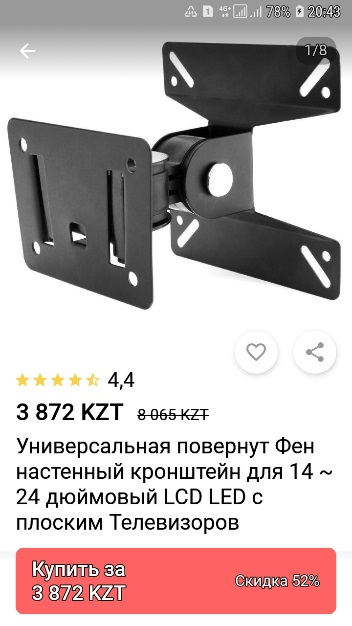 4G+ 78% 20:43
1/8
4,4
3 872 KZT 8 065 KZT
Универсальная повернут Фен
настенный кронштейн для 14 ~
24 дюймовый LCD LED с
плоским Телевизоров
Купить за
3 872 KZT
Скидка 52%